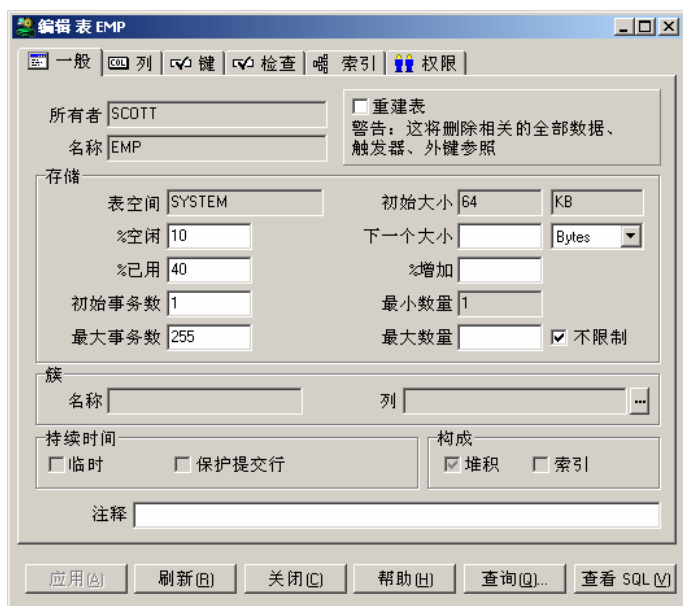 编辑 表 EMP
一般 COL 列 键 检查 索引 权限
所有者 SCOTT
名称 EMP
重建表
警告：这将删除相关的全部数据、
触发器、外键参照
存储
表空间 SYSTEM 初始大小 64 KB
%空闲 10 下一个大小 Bytes
%已用 40 %增加
初始事务数 1 最小数量 1
最大事务数 255 最大数量 不限制
簇
名称 列 ...
持续时间 构成
临时 保护提交行 堆积 索引
注释
应用(A) 刷新(R) 关闭(C) 帮助(H) 查询(Q)... 查看 SQL(V)